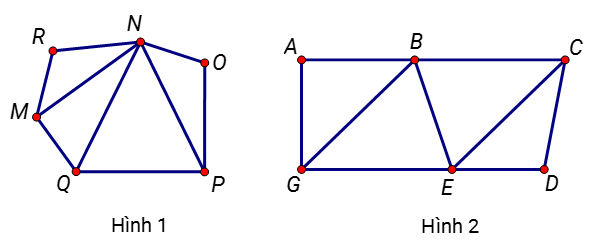 R N O M Q P
Hình 1
A B C G E D
Hình 2